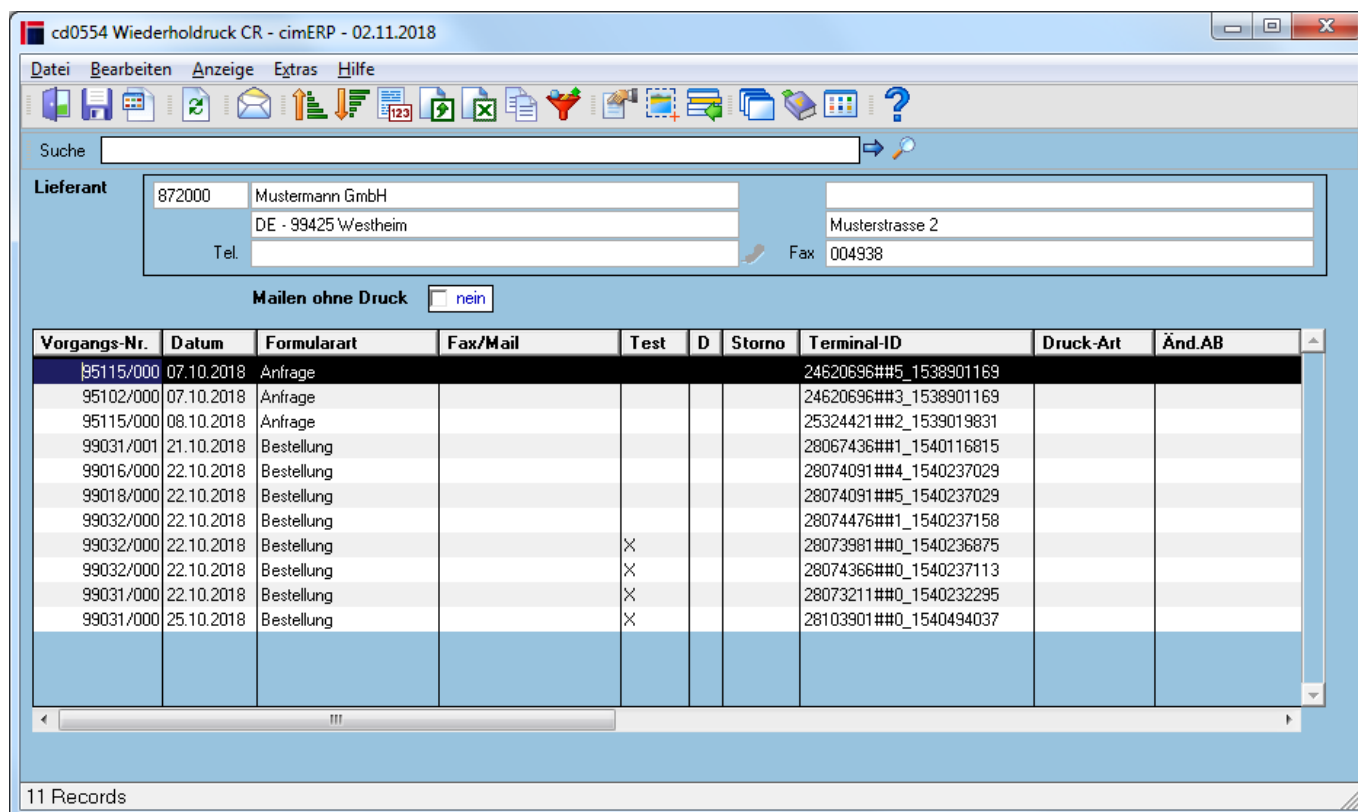 cd0554 Wiederholdruck CR - cimERP - 02.11.2018
Datei Bearbeiten Anzeige Extras Hilfe
123
Suche
Lieferant 872000 Mustermann GmbH
DE - 99425 Westheim Musterstrasse 2
Tel. Fax 004938
Mailen ohne Druck nein
Vorgangs-Nr. Datum Formularart Fax/Mail Test D Storno Terminal-ID Druck-Art Änd.AB
95115/000 07.10.2018 Anfrage 24620696##5_1538901169
95102/000 07.10.2018 Anfrage 24620696##3_1538901169
95115/000 08.10.2018 Anfrage 25324421##2_1539019831
99031/001 21.10.2018 Bestellung 28067436##1_1540116815
99016/000 22.10.2018 Bestellung 28074091##4_1540237029
99018/000 22.10.2018 Bestellung 28074091##5_1540237029
99032/000 22.10.2018 Bestellung 28074476##1_1540237158
99032/000 22.10.2018 Bestellung X 28073981##0_1540236875
99032/000 22.10.2018 Bestellung X 28074366##0_1540237113
99031/000 22.10.2018 Bestellung X 28073211##0_1540232295
99031/000 25.10.2018 Bestellung X 28103901##0_1540494037
11 Records